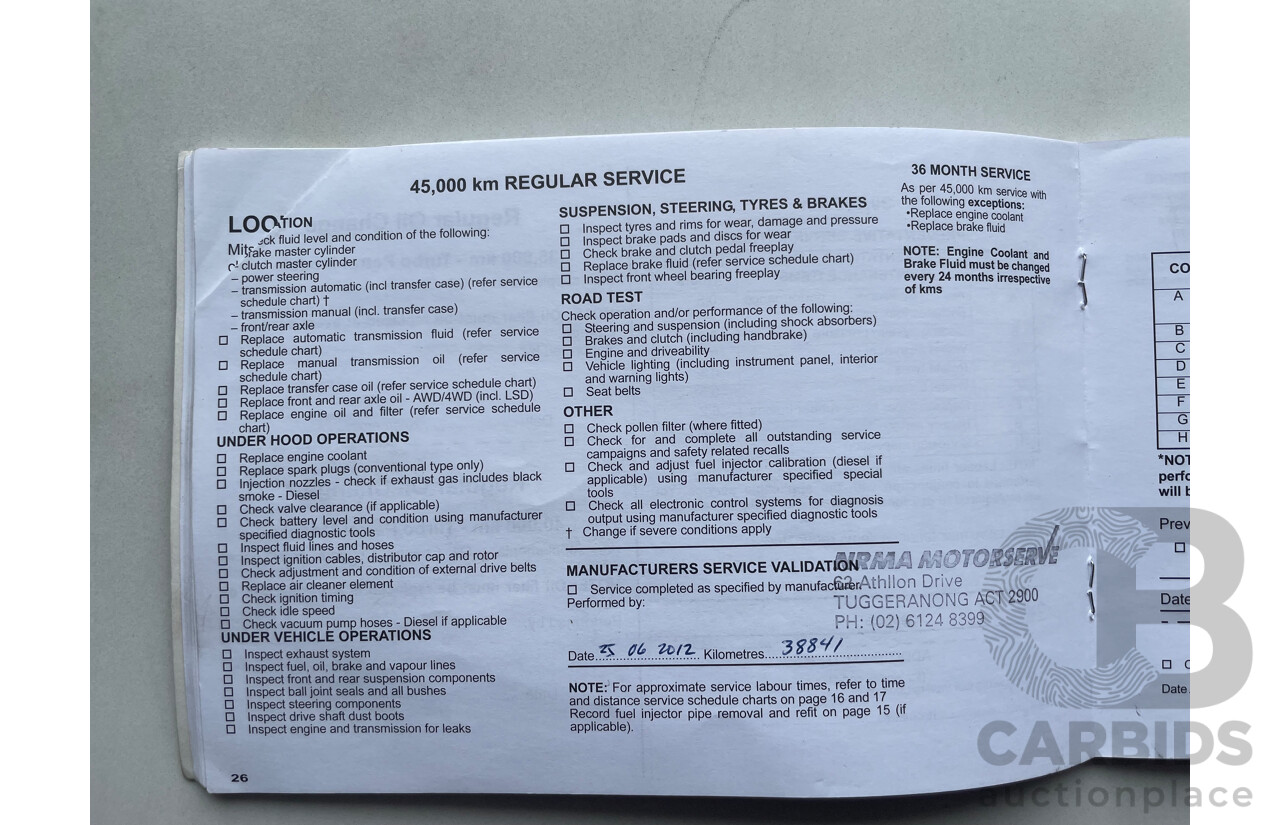 45,000 km REGULAR SERVICE
LOO TION
ck fluid level and condition of the following:
Mits ake master cylinder
clutch master cylinder
– power steering
– transmission automatic (incl transfer case) (refer service
schedule chart) †
– transmission manual (incl. transfer case)
– front/rear axle
Replace automatic transmission fluid (refer service
schedule chart)
Replace manual transmission oil (refer service
schedule chart)
Replace transfer case oil (refer service schedule chart)
Replace front and rear axle oil - AWD/4WD (incl. LSD)
Replace engine oil and filter (refer service schedule
chart)
UNDER HOOD OPERATIONS
Replace engine coolant
Replace spark plugs (conventional type only)
Injection nozzles - check if exhaust gas includes black
smoke - Diesel
Check valve clearance (if applicable)
Check battery level and condition using manufacturer
specified diagnostic tools
Inspect fluid lines and hoses
Inspect ignition cables, distributor cap and rotor
Check adjustment and condition of external drive belts
Replace air cleaner element
Check ignition timing
Check idle speed
Check vacuum pump hoses - Diesel if applicable
UNDER VEHICLE OPERATIONS
Inspect exhaust system
Inspect fuel, oil, brake and vapour lines
Inspect front and rear suspension components
Inspect ball joint seals and all bushes
Inspect steering components
Inspect drive shaft dust boots
Inspect engine and transmission for leaks
26
SUSPENSION, STEERING, TYRES & BRAKES
Inspect tyres and rims for wear, damage and pressure
Inspect brake pads and discs for wear
Check brake and clutch pedal freeplay
Replace brake fluid (refer service schedule chart)
Inspect front wheel bearing freeplay
ROAD TEST
Check operation and/or performance of the following:
Steering and suspension (including shock absorbers)
Brakes and clutch (including handbrake)
Engine and driveability
Vehicle lighting (including instrument panel, interior
and warning lights)
Seat belts
OTHER
Check pollen filter (where fitted)
Check for and complete all outstanding service
campaigns and safety related recalls
Check and adjust fuel injector calibration (diesel if
applicable) using manufacturer specified special
tools
Check all electronic control systems for diagnosis
output using manufacturer specified diagnostic tools
† Change if severe conditions apply
MANUFACTURERS SERVICE VALIDATION
Service completed as specified by manufacturer.
Performed by:
NRMA MOTORSERVE
62 Athllon Drive
TUGGERANONG ACT 2900
PH: (02) 6124 8399
Date...25 06 2012 Kilometres....38841
NOTE: For approximate service labour times, refer to time
and distance service schedule charts on page 16 and 17
Record fuel injector pipe removal and refit on page 15 (if
applicable).
36 MONTH SERVICE
As per 45,000 km service with
the following exceptions:
•Replace engine coolant
•Replace brake fluid
NOTE: Engine Coolant and
Brake Fluid must be changed
every 24 months irrespective
of kms
CO
A
B
C
D
E
F
G
H
*NOT
perfo
will b
Prev
Date
Date
CARBIDS
auctionplace